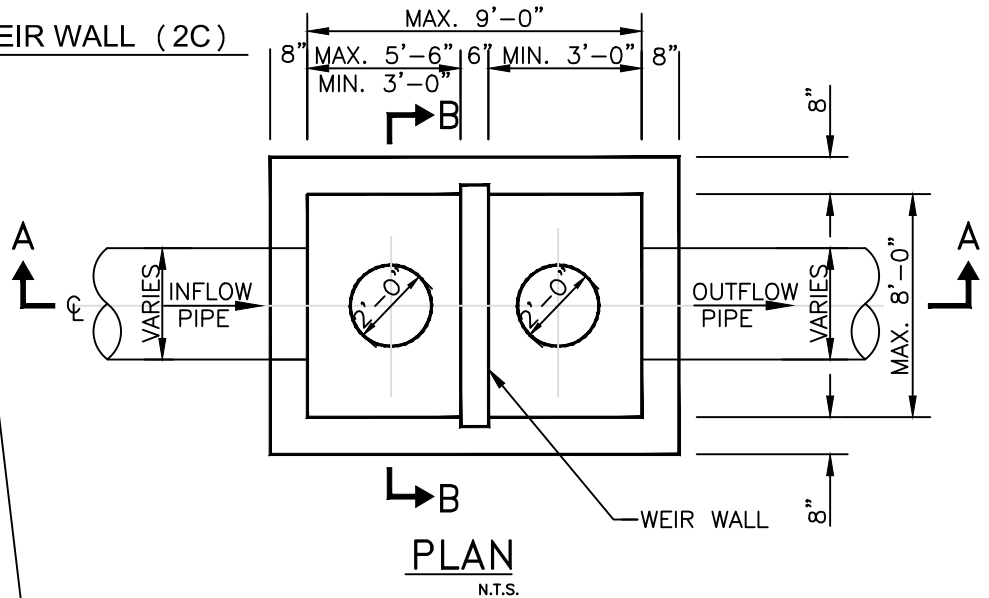 EIR WALL (2C)
MAX. 9'-0"
8" MAX. 5'-6" 6" MIN. 3'-0" 8"
MIN. 3'-0"
8"
B
A
A
℄
VARIES
INFLOW
PIPE
2'-0"
2'-0"
OUTFLOW
PIPE
VARIES
MAX. 8'-0"
B
WEIR WALL
8"
PLAN
N.T.S.